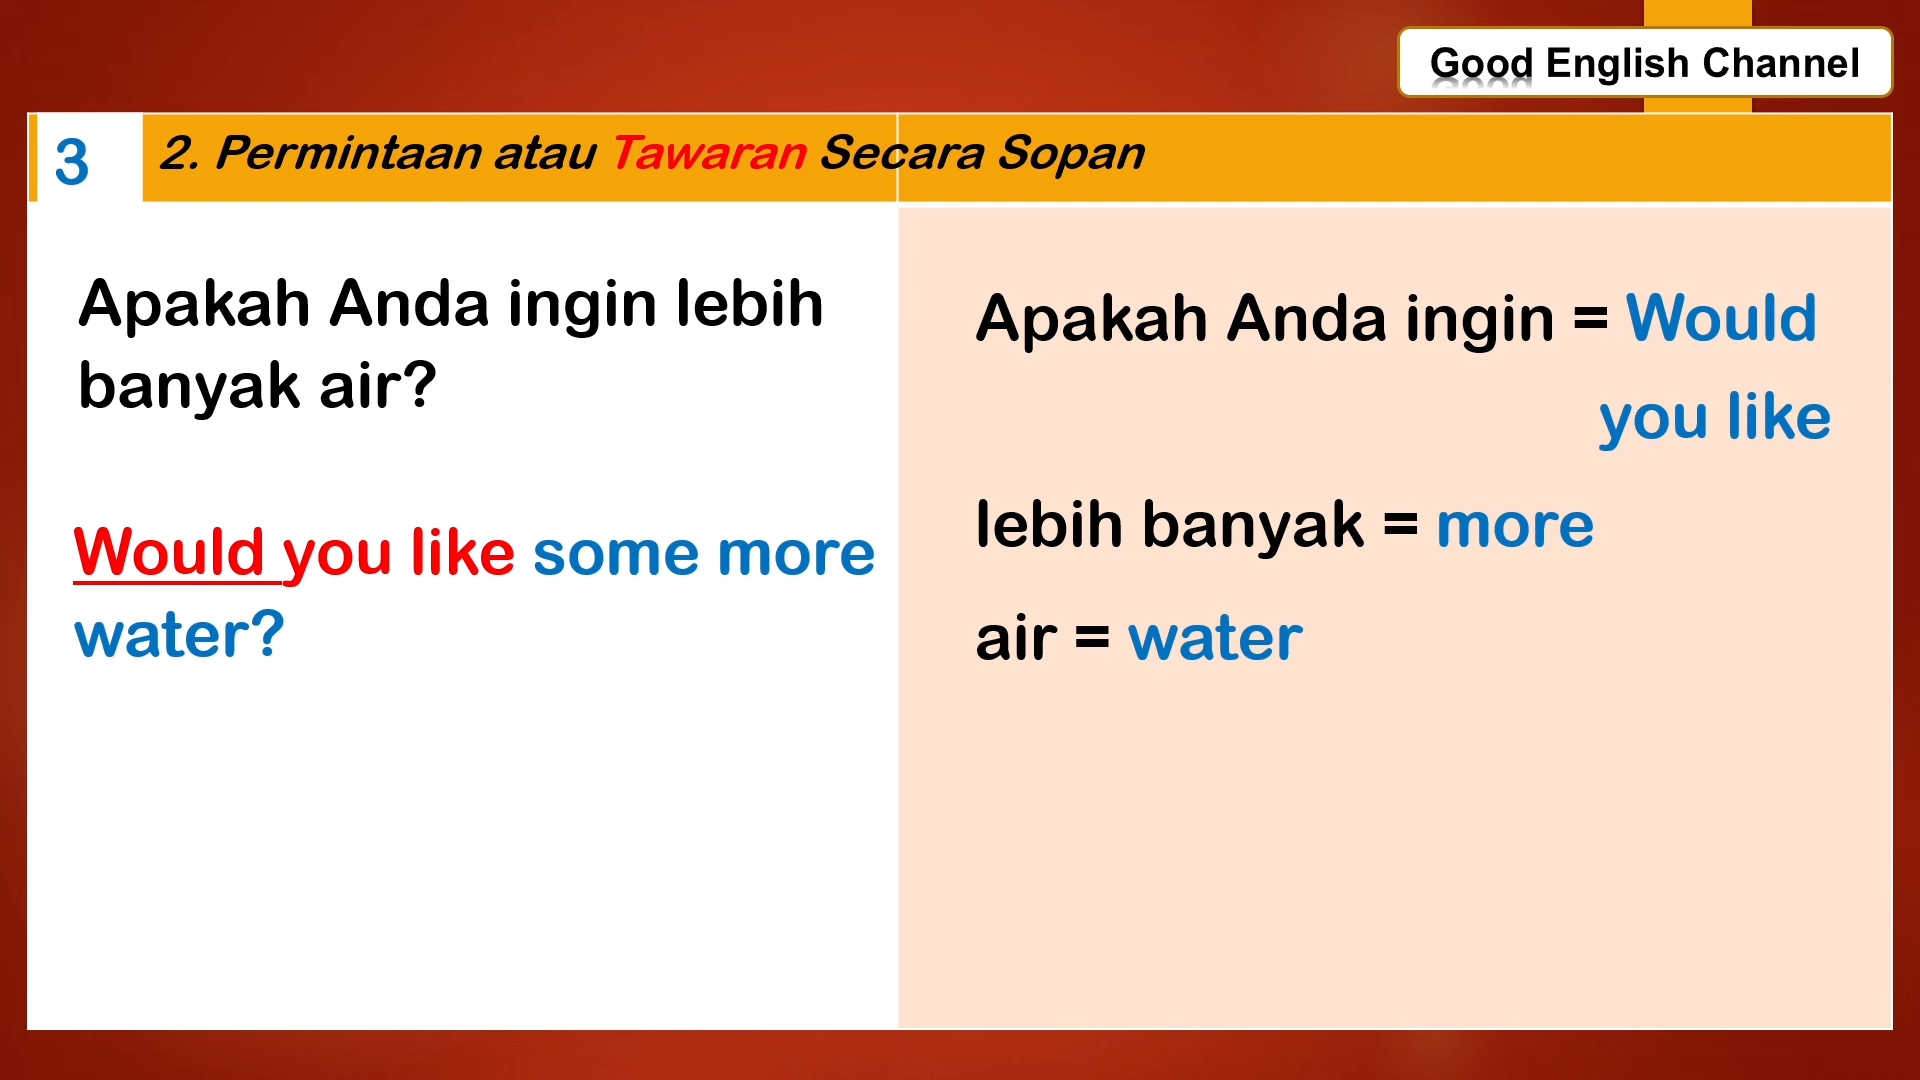 Good English Channel
3
2. Permintaan atau Tawaran Secara Sopan
Apakah Anda ingin lebih
banyak air?
Would you like some more
water?
Apakah Anda ingin = Would
you like
lebih banyak = more
air = water